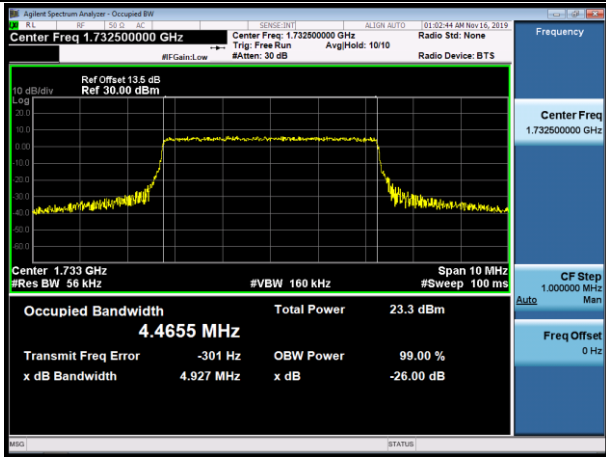 Agilent Spectrum Analyzer - Occupied BW
RL RF 50 Ω AC SENSE:INT ALIGN AUTO 01:02:44 AM Nov 16, 2019
Center Freq 1.732500000 GHz
Center Freq: 1.732500000 GHz Radio Std: None
Trig: Free Run Avg|Hold: 10/10
#IFGain:Low #Atten: 30 dB Radio Device: BTS
Frequency
Ref Offset 13.5 dB
10 dB/div Ref 30.00 dBm
Log
20.0
10.0
0.00
-10.0
-20.0
-30.0
-40.0
-50.0
-60.0
Center 1.733 GHz Span 10 MHz
#Res BW 56 kHz #VBW 160 kHz #Sweep 100 ms
Occupied Bandwidth Total Power 23.3 dBm
4.4655 MHz
Transmit Freq Error -301 Hz OBW Power 99.00 %
x dB Bandwidth 4.927 MHz x dB -26.00 dB
Center Freq
1.732500000 GHz
CF Step
1.000000 MHz
Auto Man
Freq Offset
0 Hz
MSG STATUS